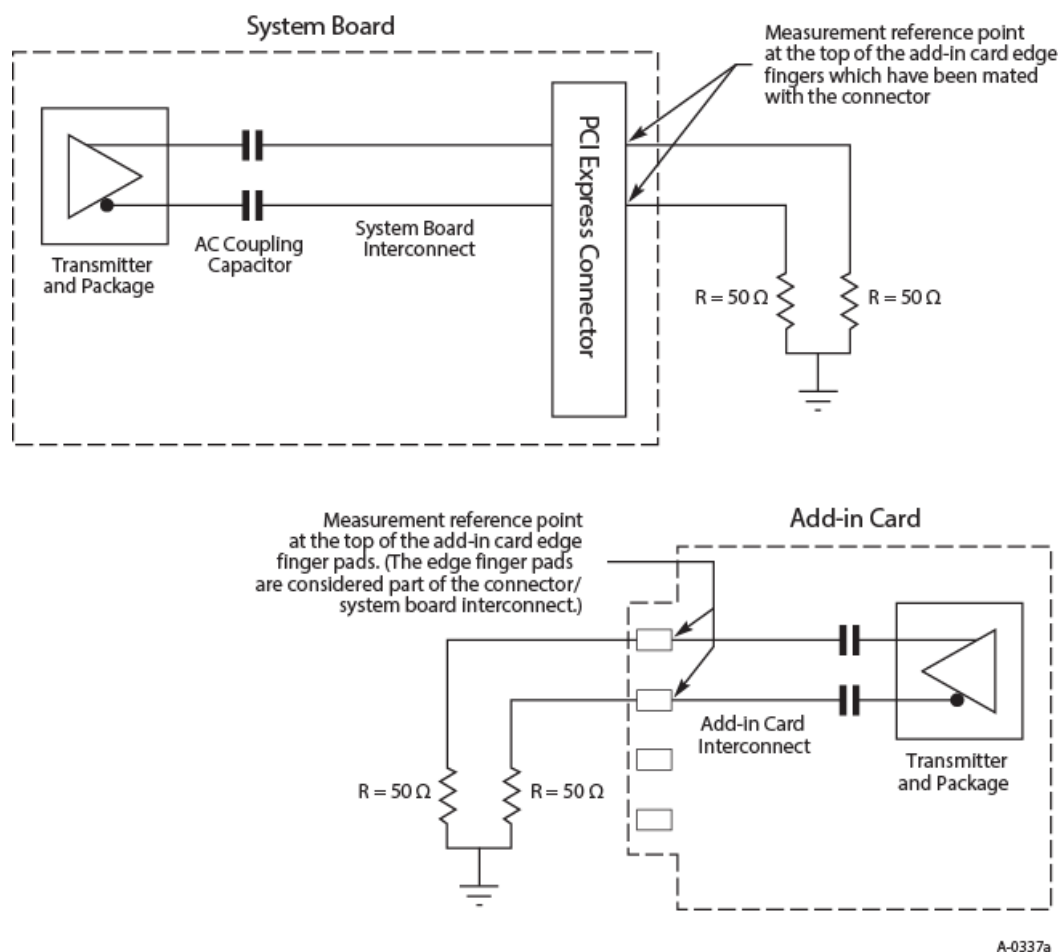 System Board
Measurement reference point
at the top of the add-in card edge
fingers which have been mated
with the connector
PCI Express Connector
Transmitter
and Package
AC Coupling
Capacitor
System Board
Interconnect
R = 50 Ω
R = 50 Ω
Measurement reference point
at the top of the add-in card edge
finger pads. (The edge finger pads
are considered part of the connector/
system board interconnect.)
Add-in Card
Add-in Card
Interconnect
Transmitter
and Package
R = 50 Ω
R = 50 Ω
A-0337a